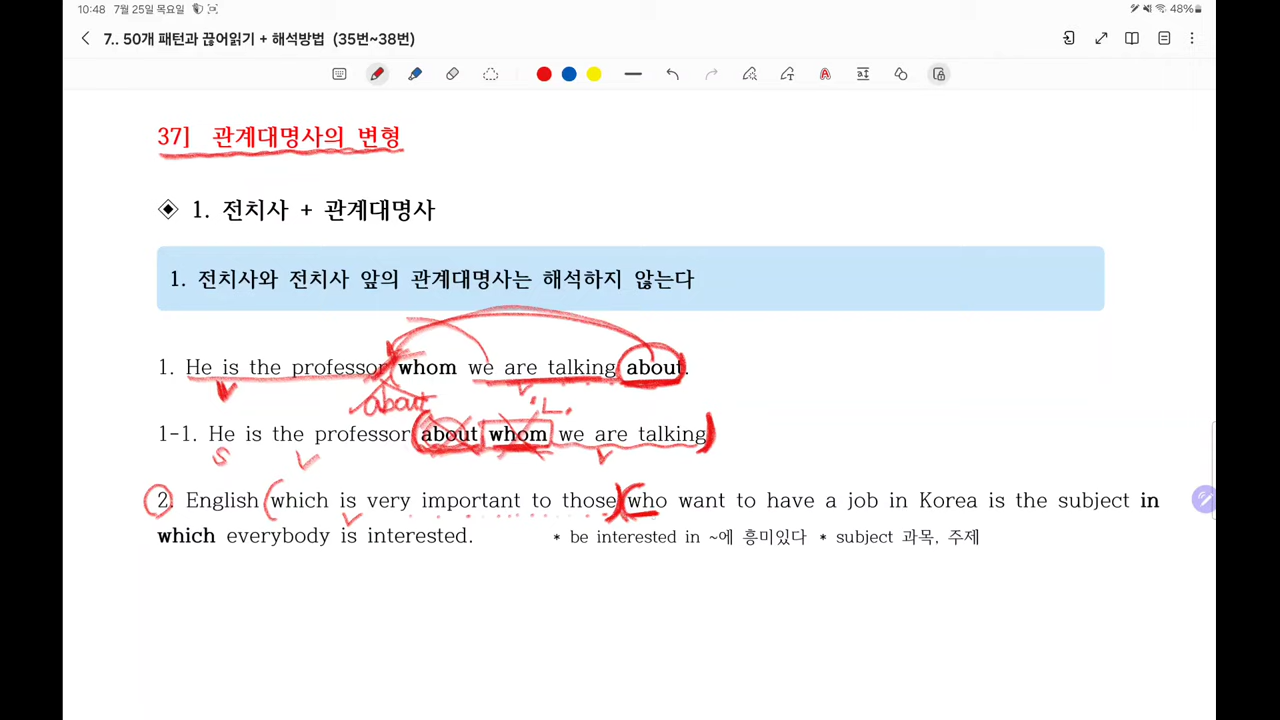 10:48 7월 25일 목요일 48%
7.. 50개 패턴과 끊어읽기 + 해석방법 (35번~38번)
37] 관계대명사의 변형
◈ 1. 전치사 + 관계대명사
1. 전치사와 전치사 앞의 관계대명사는 해석하지 않는다
1. He is the professor whom we are talking about.
about
1-1. He is the professor about whom we are talking
S
2. English which is very important to those who want to have a job in Korea is the subject in
which everybody is interested. * be interested in ~에 흥미있다 * subject 과목, 주제